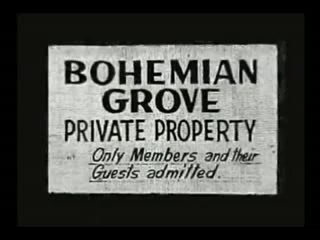 BOHEMIAN
GROVE
PRIVATE PROPERTY
Only Members and their
Guests admitted.